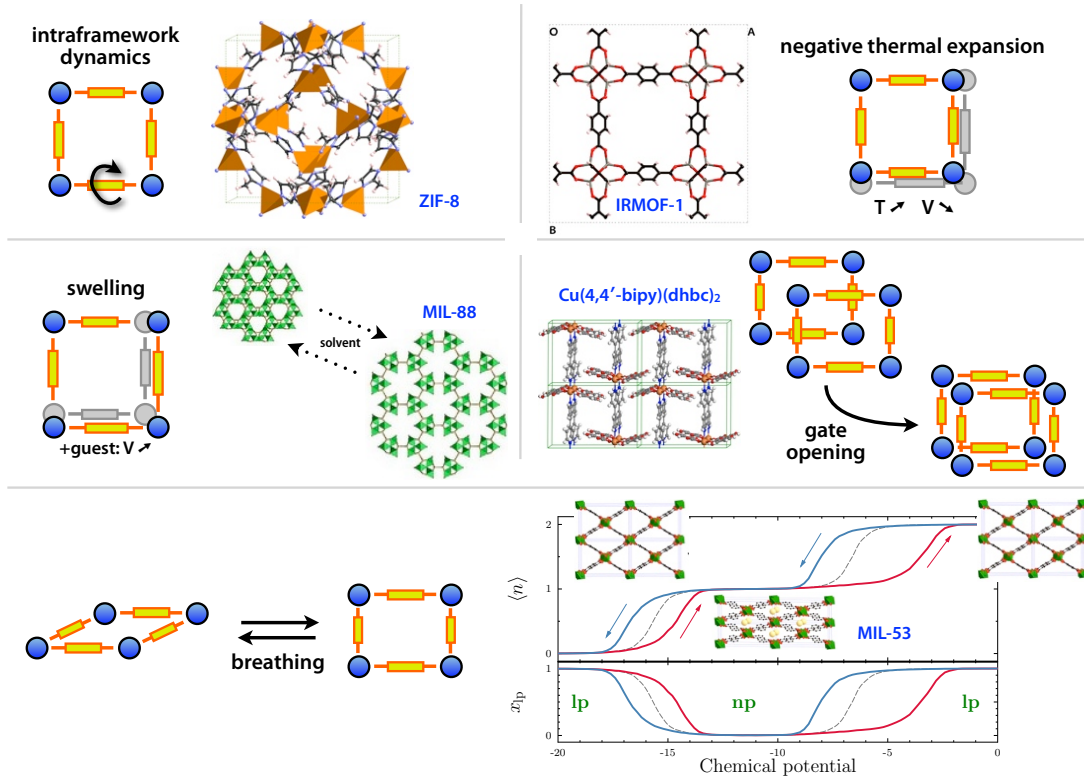 intraframework
dynamics
ZIF-8
O
A
IRMOF-1
B
negative thermal expansion
T ➚ V ➘
swelling
+guest: V ➚
MIL-88
solvent
Cu(4,4′-bipy)(dhbc)₂
gate
opening
breathing
2
1
0
⟨n⟩
MIL-53
1
0
x_lp
lp
np
lp
-20
-15
-10
-5
0
Chemical potential